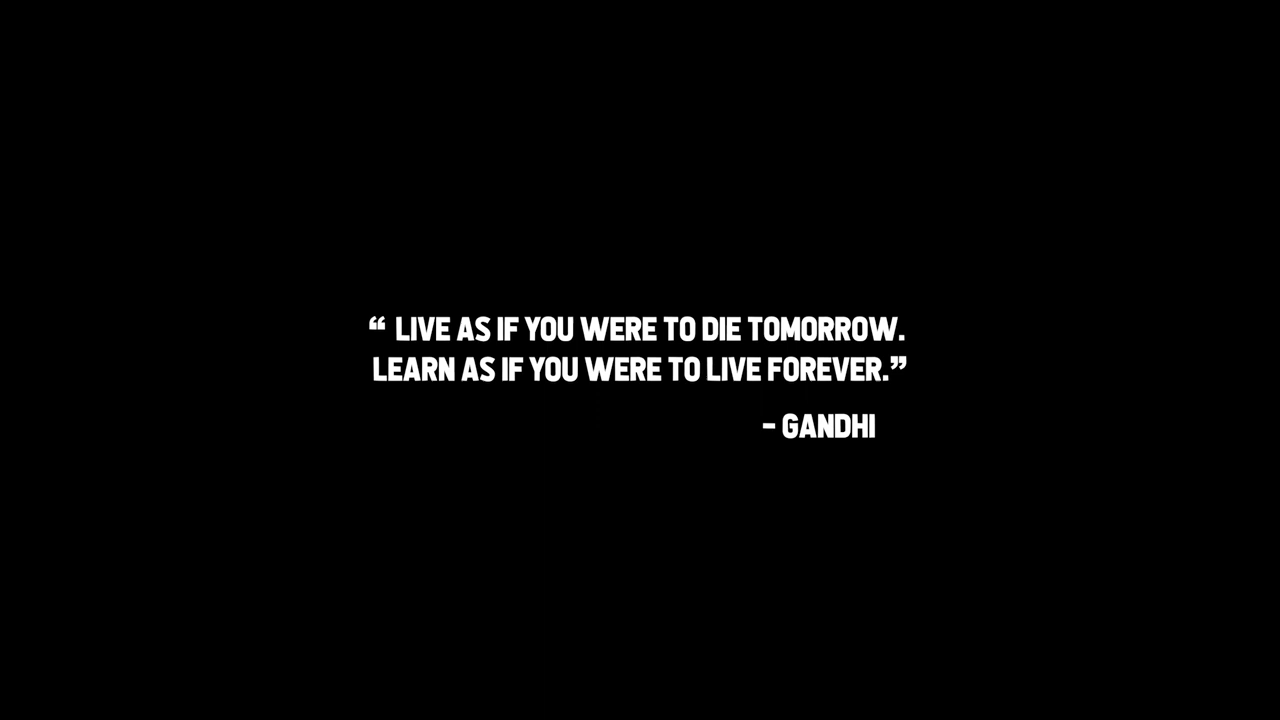 “ LIVE AS IF YOU WERE TO DIE TOMORROW.
LEARN AS IF YOU WERE TO LIVE FOREVER.”
- GANDHI